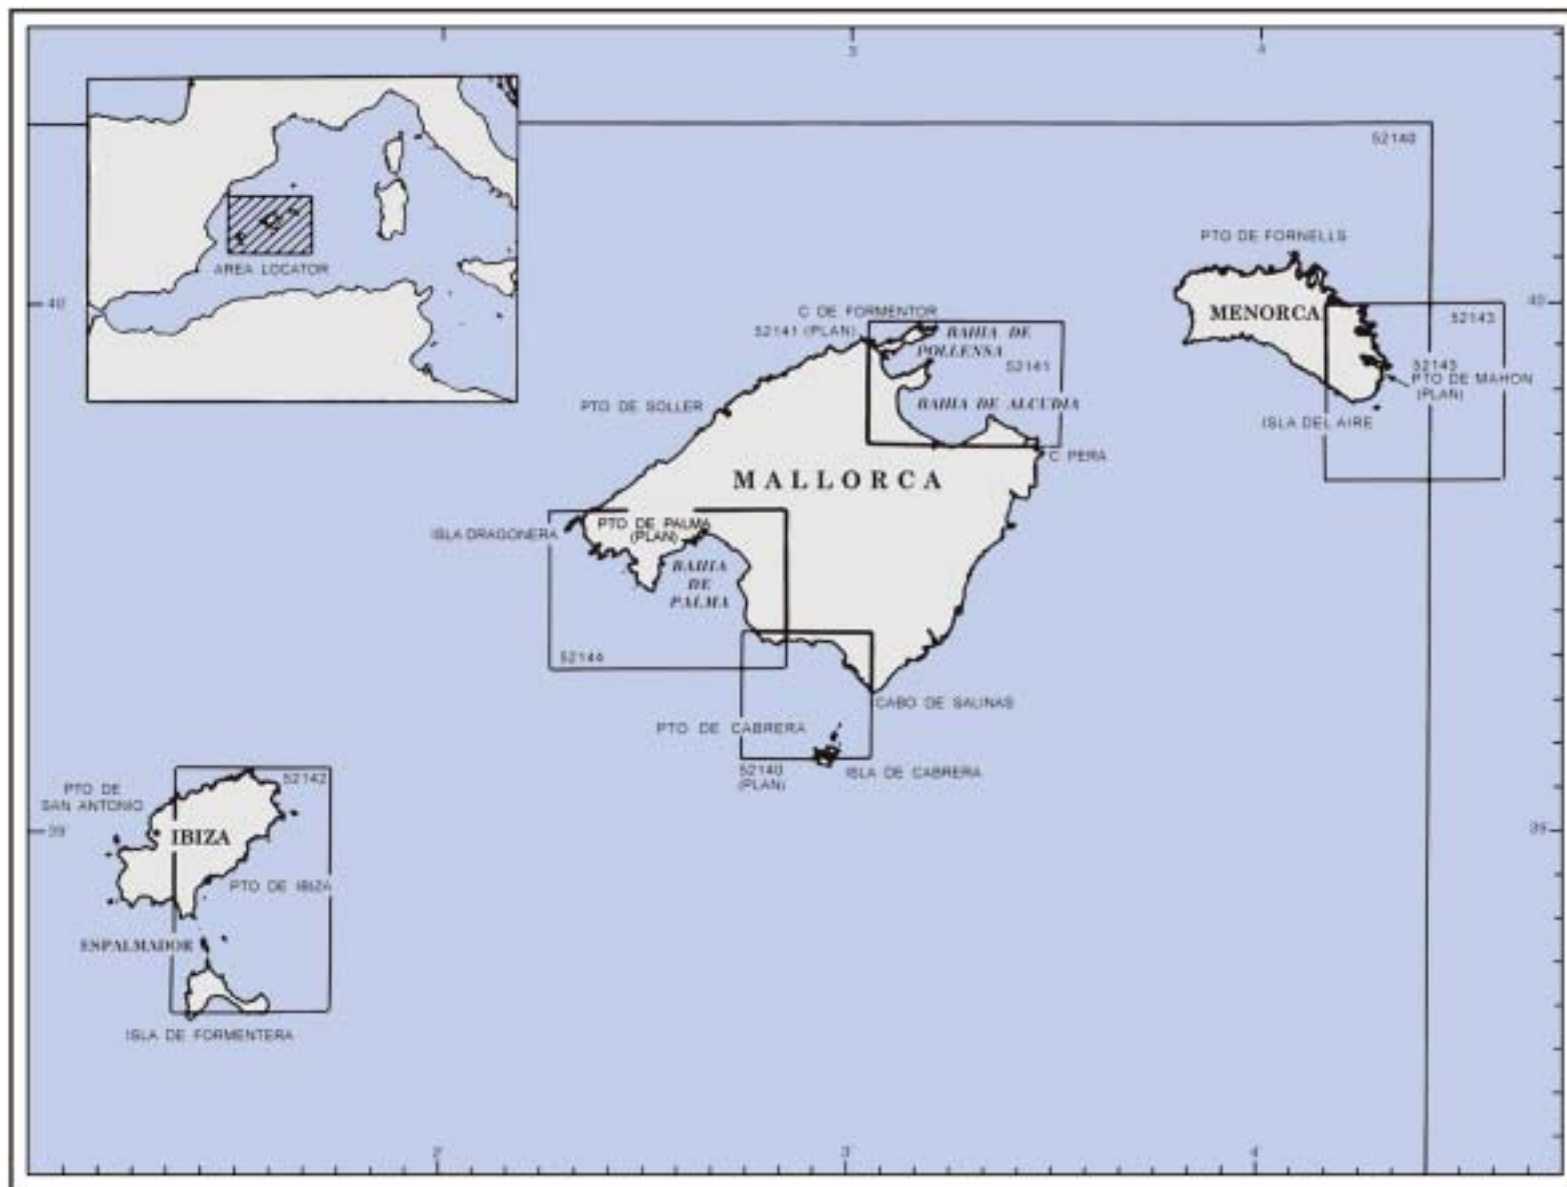 3
4
52140
AREA LOCATOR
PTO DE FORNELLS
40
40
MENORCA
52143
C DE FORMENTOR
52141 (PLAN)
BAHIA DE
POLLENSA
52141
52143
PTO DE MAHON
(PLAN)
PTO DE SOLLER
BAHIA DE ALCUDIA
ISLA DEL AIRE
C PERA
MALLORCA
ISLA DRAGONERA
PTO DE PALMA
(PLAN)
BAHIA
DE
PALMA
52144
CABO DE SALINAS
PTO DE CABRERA
52140
(PLAN)
ISLA DE CABRERA
52142
PTO DE
SAN ANTONIO
39
39
IBIZA
PTO DE IBIZA
ESPALMADOR
ISLA DE FORMENTERA
2
3
4